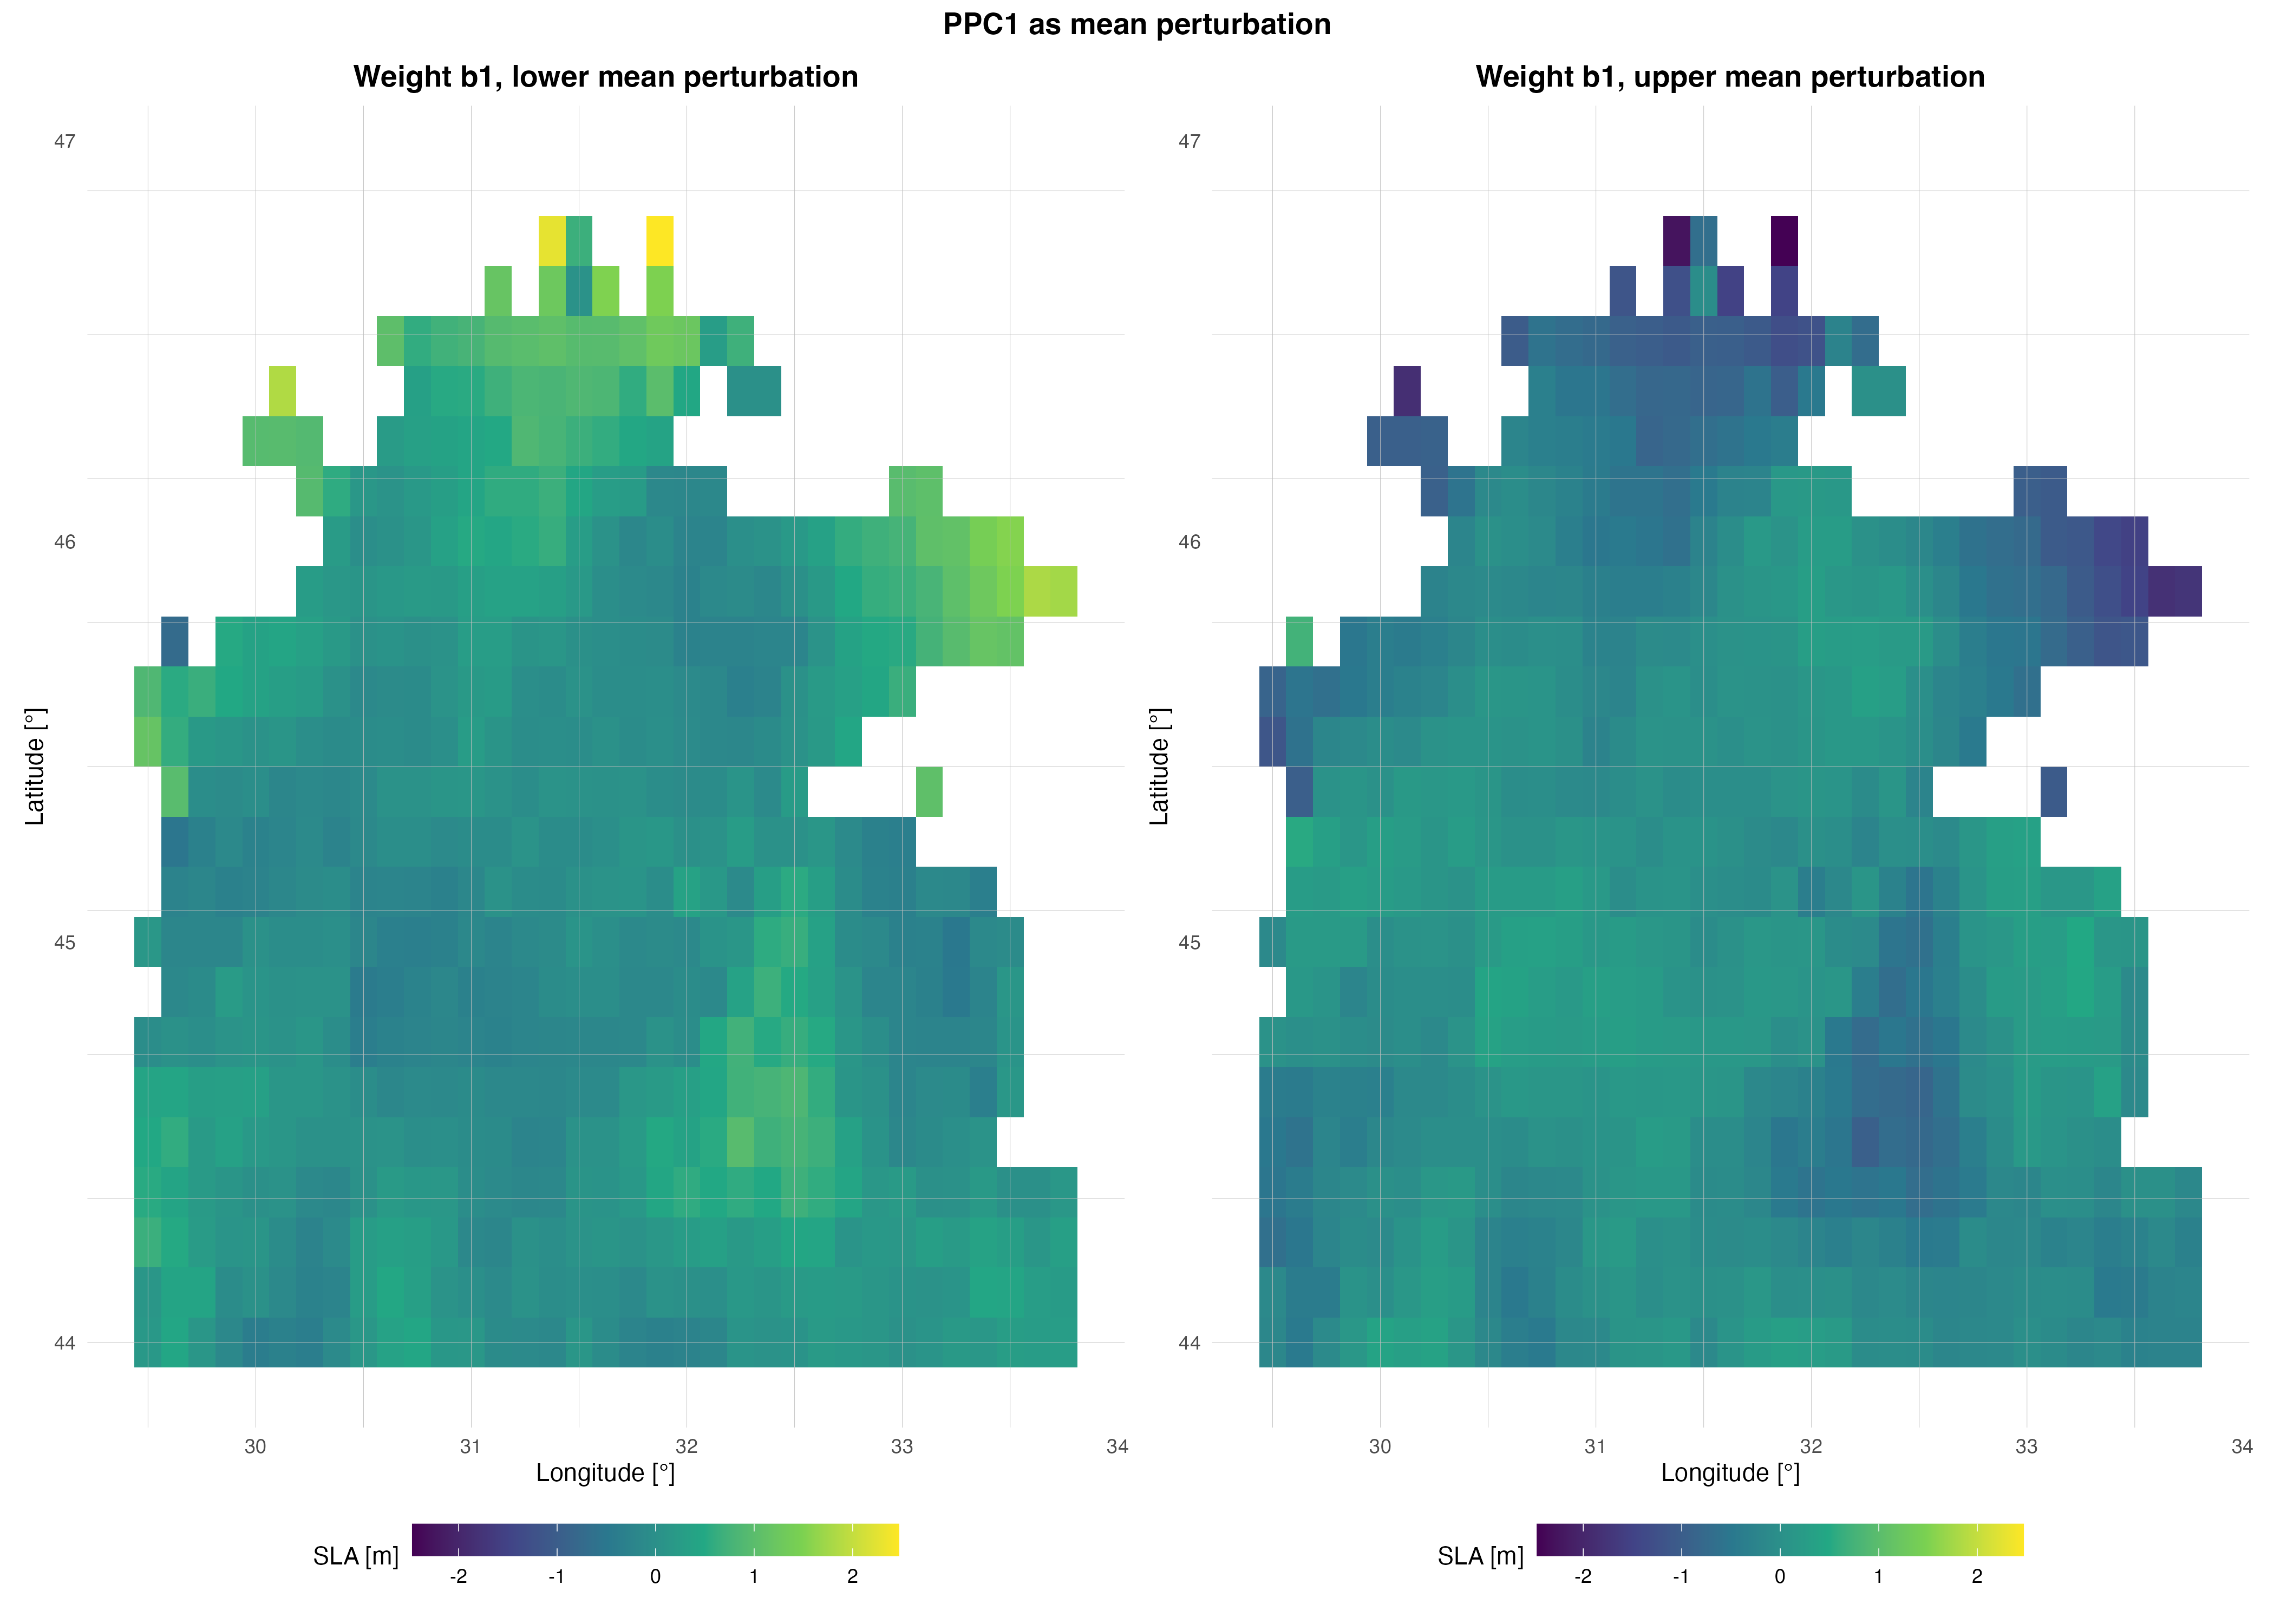 PPC1 as mean perturbation
Weight b1, lower mean perturbation
Weight b1, upper mean perturbation
47
46
45
44
Latitude [°]
30 31 32 33 34
Longitude [°]
SLA [m]
-2 -1 0 1 2
47
46
45
44
Latitude [°]
30 31 32 33 34
Longitude [°]
SLA [m]
-2 -1 0 1 2